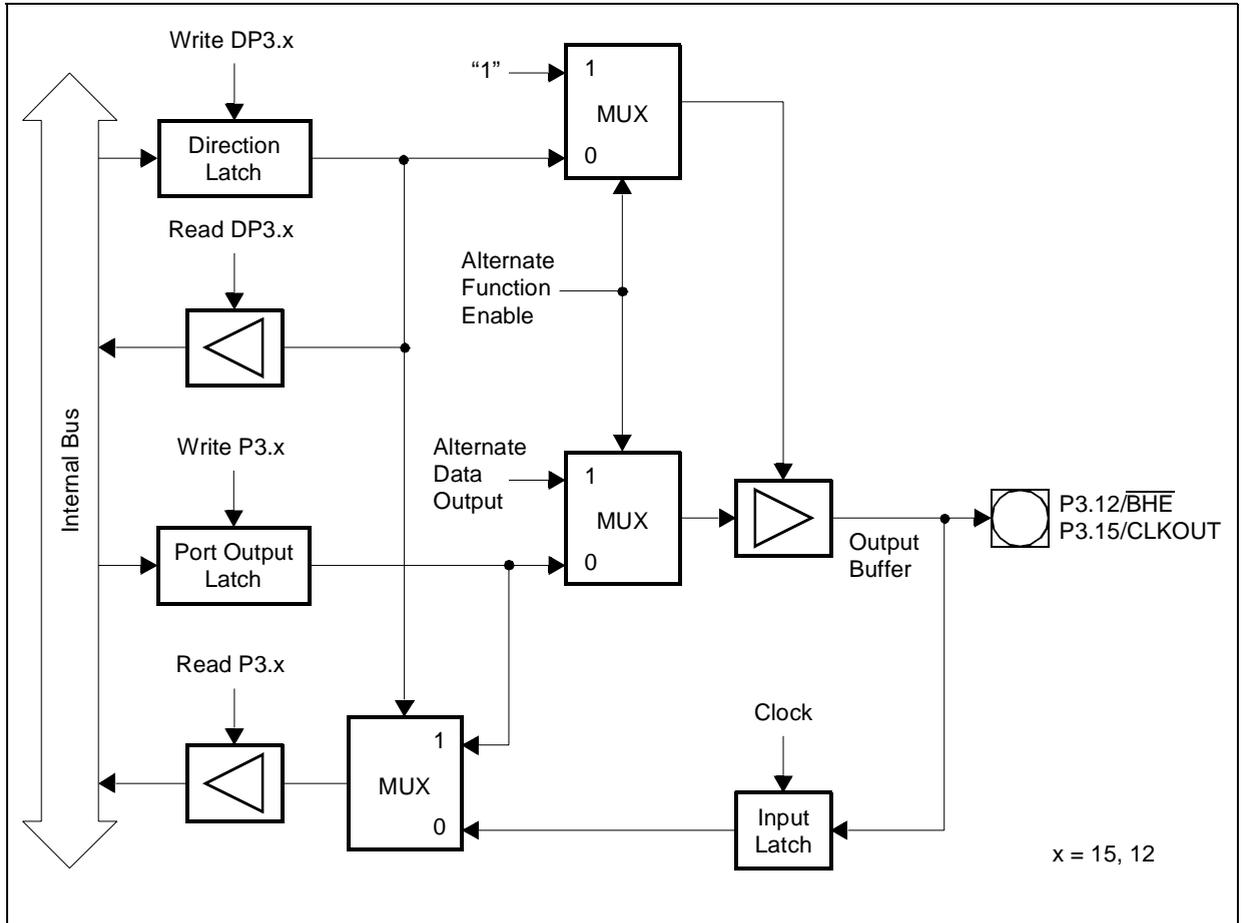 Write DP3.x
“1”
1
MUX
0
Direction
Latch
Read DP3.x
Alternate
Function
Enable
Internal Bus
Write P3.x
Alternate
Data
Output
1
MUX
0
P3.12/B̅H̅E̅
P3.15/CLKOUT
Output
Buffer
Port Output
Latch
Read P3.x
Clock
1
MUX
0
Input
Latch
x = 15, 12